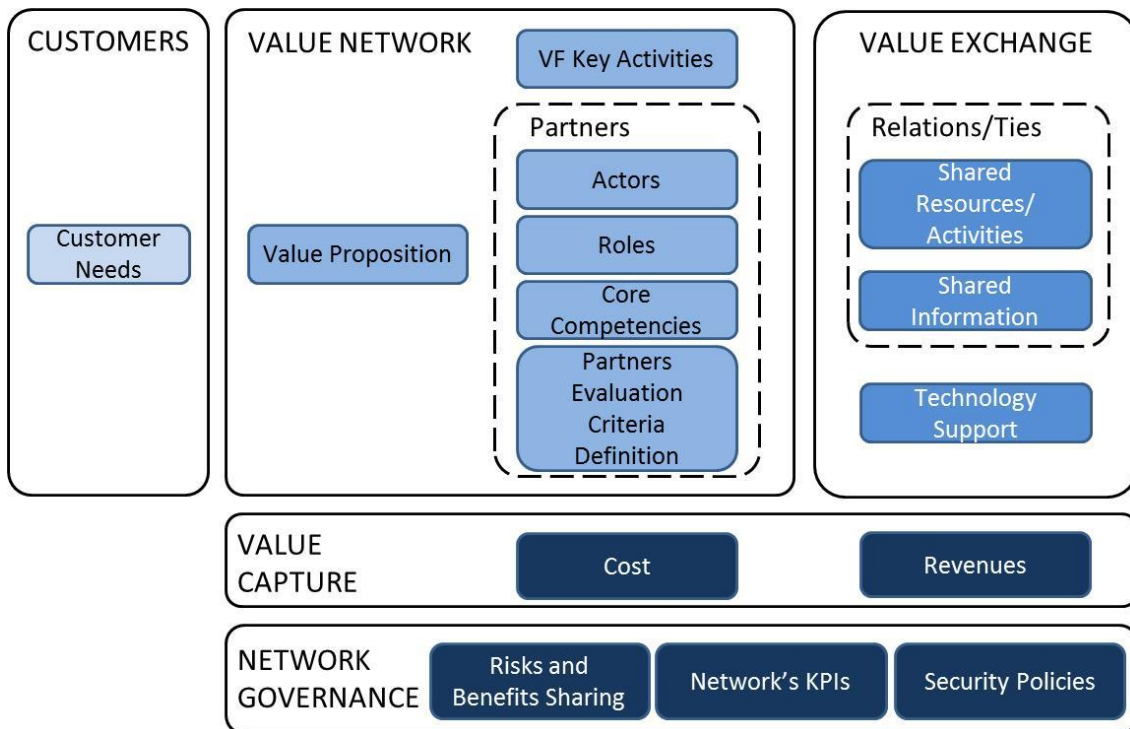 CUSTOMERS
Customer
Needs
VALUE NETWORK
Value Proposition
VF Key Activities
Partners
Actors
Roles
Core
Competencies
Partners
Evaluation
Criteria
Definition
VALUE EXCHANGE
Relations/Ties
Shared
Resources/
Activities
Shared
Information
Technology
Support
VALUE
CAPTURE
Cost
Revenues
NETWORK
GOVERNANCE
Risks and
Benefits Sharing
Network’s KPIs
Security Policies